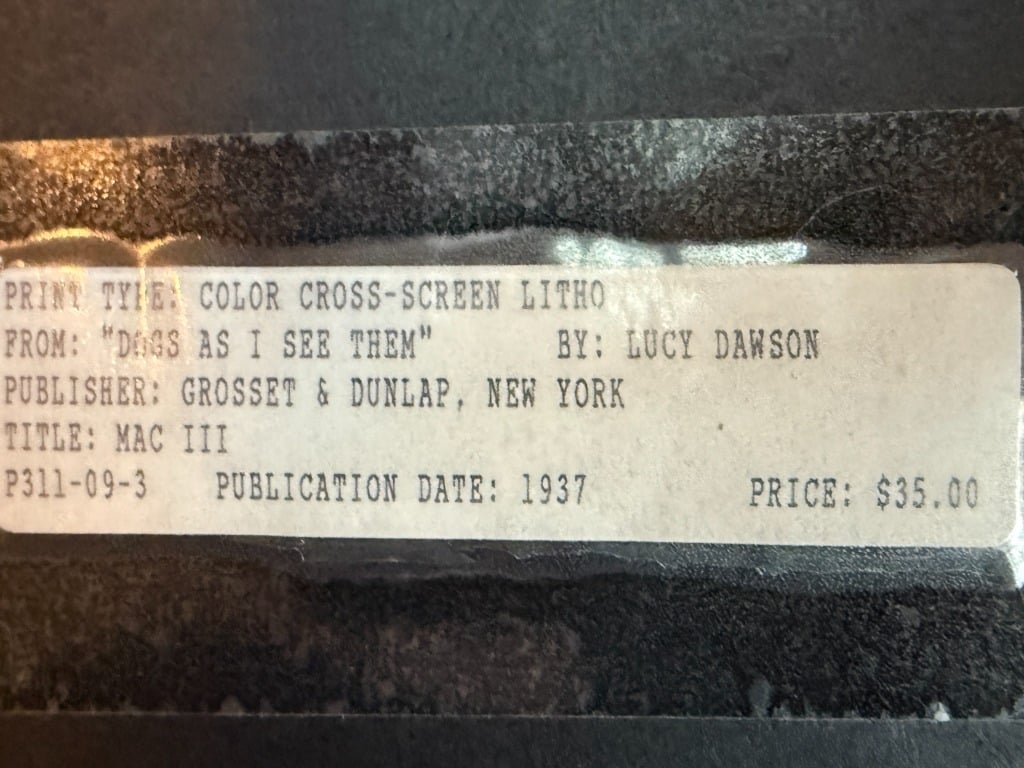 PRINT TYPE: COLOR CROSS-SCREEN LITHO
FROM: "DOGS AS I SEE THEM" BY: LUCY DAWSON
PUBLISHER: GROSSET & DUNLAP, NEW YORK
TITLE: MAC III
P311-09-3 PUBLICATION DATE: 1937 PRICE: $35.00